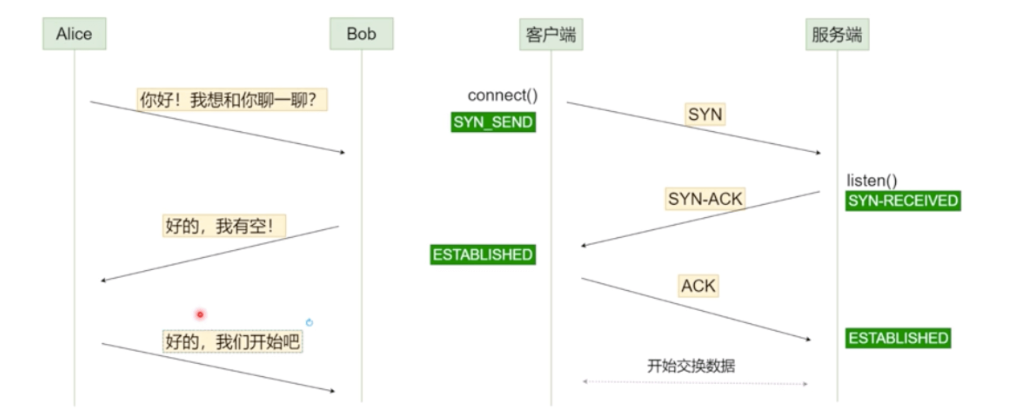 Alice
Bob
客户端
服务端
你好！我想和你聊一聊？
connect()
SYN_SEND
SYN
listen()
SYN-RECEIVED
SYN-ACK
好的，我有空！
ESTABLISHED
ACK
好的，我们开始吧
ESTABLISHED
开始交换数据